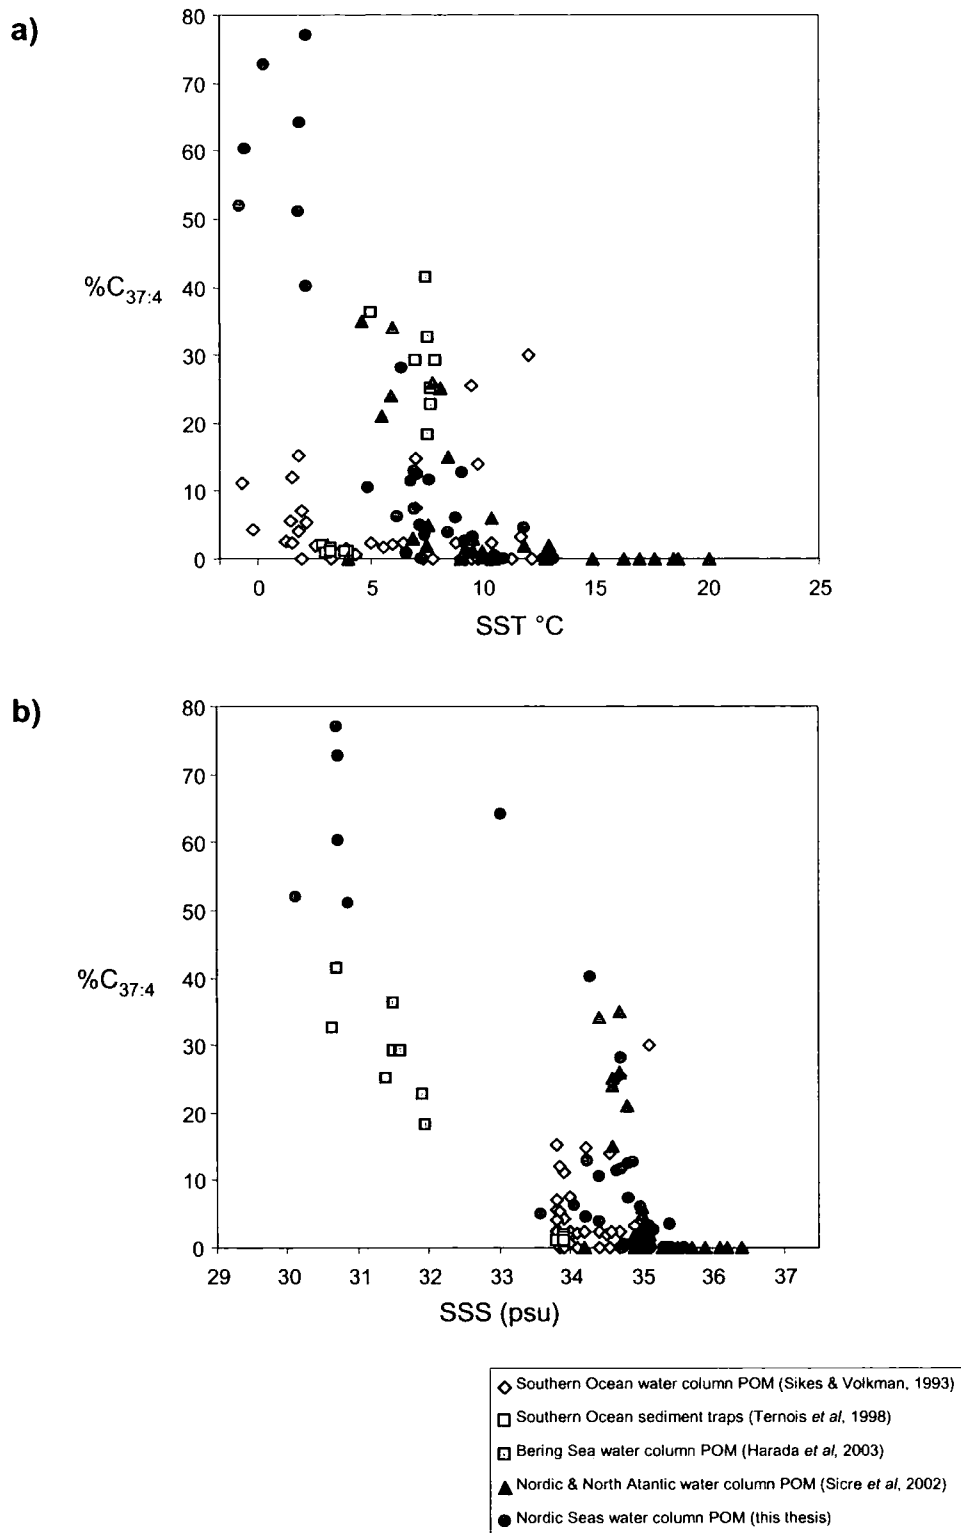 a)
80
70
60
50
40
30
20
10
0
%C37:4
0 5 10 15 20 25
SST °C
b)
80
70
60
50
40
30
20
10
0
%C37:4
29 30 31 32 33 34 35 36 37
SSS (psu)
Southern Ocean water column POM (Sikes & Volkman, 1993)
Southern Ocean sediment traps (Ternois et al, 1998)
Bering Sea water column POM (Harada et al, 2003)
Nordic & North Atantic water column POM (Sicre et al, 2002)
Nordic Seas water column POM (this thesis)